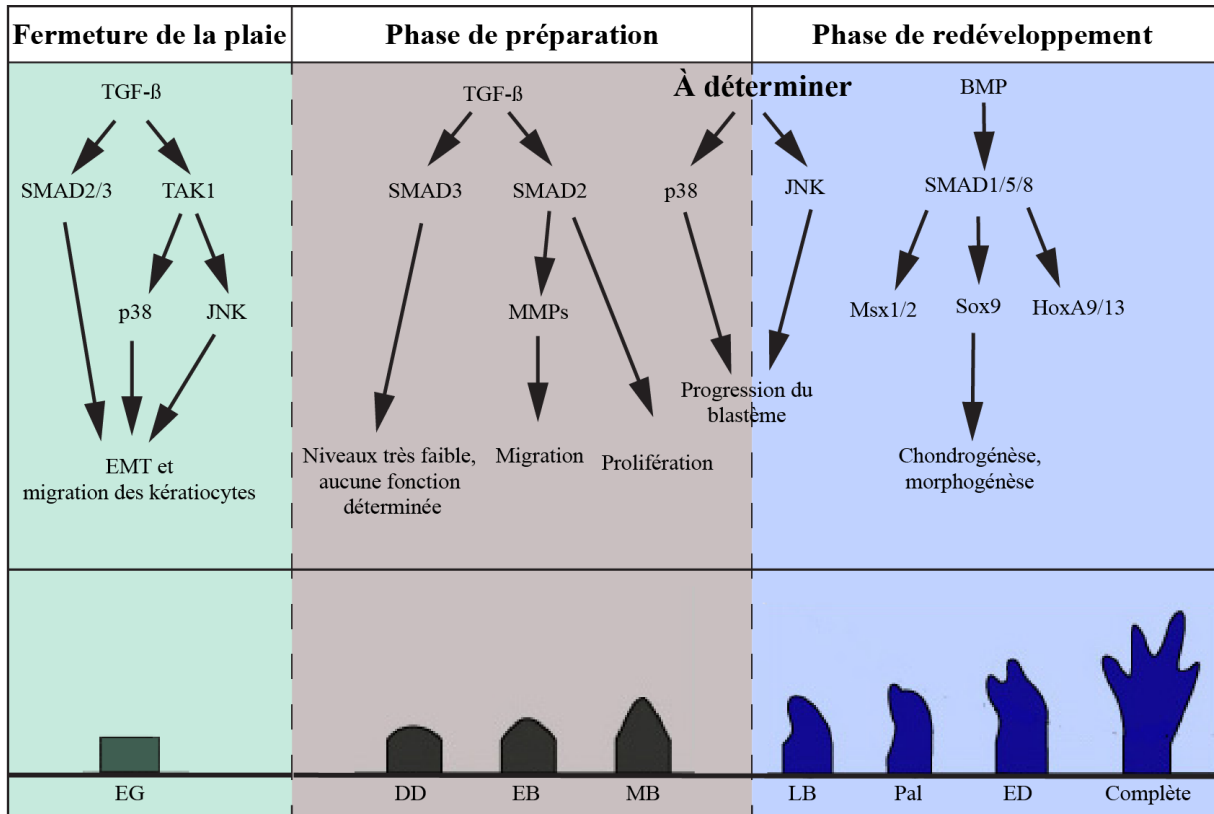 Fermeture de la plaie
Phase de préparation
Phase de redéveloppement
TGF-ß
SMAD2/3
TAK1
p38
JNK
EMT et
migration des kératiocytes
TGF-ß
À déterminer
SMAD3
SMAD2
p38
JNK
MMPs
Progression du
blastème
Niveaux très faible,
aucune fonction
déterminée
Migration
Prolifération
BMP
SMAD1/5/8
Msx1/2
Sox9
HoxA9/13
Chondrogénèse,
morphogénèse
EG
DD
EB
MB
LB
Pal
ED
Complète